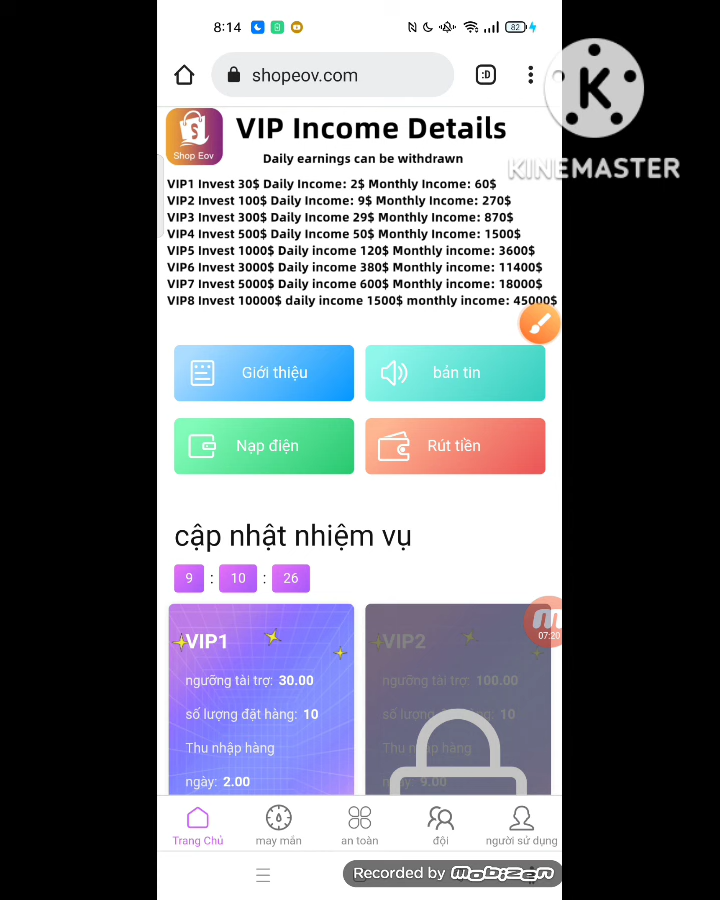 8:14
82
shopeov.com
:D
K
KINEMASTER
S
Shop Eov
VIP Income Details
Daily earnings can be withdrawn
VIP1 Invest 30$ Daily Income: 2$ Monthly Income: 60$
VIP2 Invest 100$ Daily Income: 9$ Monthly Income: 270$
VIP3 Invest 300$ Daily Income 29$ Monthly Income: 870$
VIP4 Invest 500$ Daily Income 50$ Monthly Income: 1500$
VIP5 Invest 1000$ Daily income 120$ Monthly income: 3600$
VIP6 Invest 3000$ Daily income 380$ Monthly income: 11400$
VIP7 Invest 5000$ Daily income 600$ Monthly income: 18000$
VIP8 Invest 10000$ daily income 1500$ monthly income: 45000$
Giới thiệu
bản tin
Nạp điện
Rút tiền
cập nhật nhiệm vụ
9 : 10 : 26
07:20
VIP1
ngưỡng tài trợ: 30.00
số lượng đặt hàng: 10
Thu nhập hàng
ngày: 2.00
VIP2
ngưỡng tài trợ: 100.00
số lượng đặt hàng: 10
Thu nhập hàng
ngày: 9.00
Trang Chủ
may mắn
an toàn
đội
người sử dụng
Recorded by mobizen